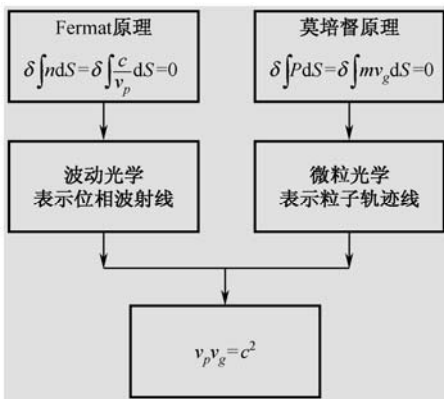 Fermat原理
δ∫ndS=δ∫c/v_p dS=0
莫培督原理
δ∫PdS=δ∫mv_g dS=0
波动光学
表示位相波射线
微粒光学
表示粒子轨迹线
v_p v_g=c²